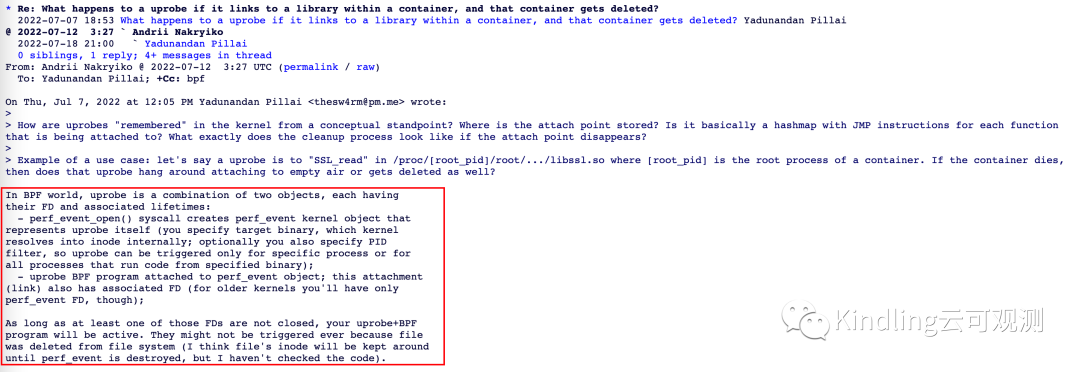 * Re: What happens to a uprobe if it links to a library within a container, and that container gets deleted?
2022-07-07 18:53 What happens to a uprobe if it links to a library within a container, and that container gets deleted? Yadunandan Pillai
@ 2022-07-12  3:27 ` Andrii Nakryiko
2022-07-18 21:00   ` Yadunandan Pillai
0 siblings, 1 reply; 4+ messages in thread
From: Andrii Nakryiko @ 2022-07-12  3:27 UTC (permalink / raw)
To: Yadunandan Pillai; +Cc: bpf
On Thu, Jul 7, 2022 at 12:05 PM Yadunandan Pillai <thesw4rm@pm.me> wrote:
>
> How are uprobes "remembered" in the kernel from a conceptual standpoint? Where is the attach point stored? Is it basically a hashmap with JMP instructions for each function
that is being attached to? What exactly does the cleanup process look like if the attach point disappears?
>
> Example of a use case: let's say a uprobe is to "SSL_read" in /proc/[root_pid]/root/.../libssl.so where [root_pid] is the root process of a container. If the container dies,
then does that uprobe hang around attaching to empty air or gets deleted as well?
In BPF world, uprobe is a combination of two objects, each having
their FD and associated lifetimes:
- perf_event_open() syscall creates perf_event kernel object that
represents uprobe itself (you specify target binary, which kernel
resolves into inode internally; optionally you also specify PID
filter, so uprobe can be triggered only for specific process or for
all processes that run code from specified binary);
- uprobe BPF program attached to perf_event object; this attachment
(link) also has associated FD (for older kernels you'll have only
perf_event FD, though);
As long as at least one of those FDs are not closed, your uprobe+BPF
program will be active. They might not be triggered ever because file
was deleted from file system (I think file's inode will be kept around
until perf_event is destroyed, but I haven't checked the code).
Kindling云可观测